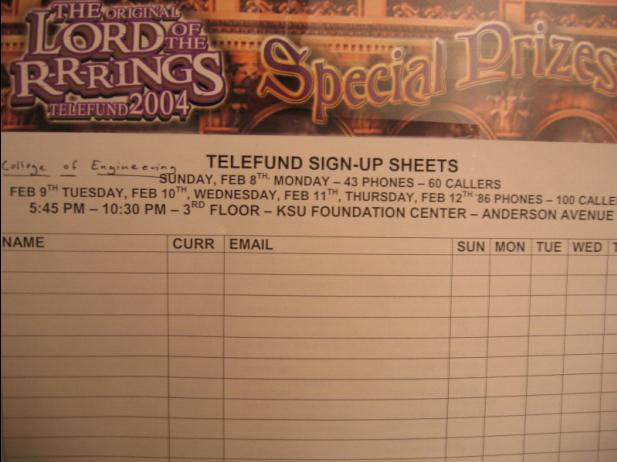 THE ORIGINAL
LORD OF THE
R-R-RINGS
TELEFUND 2004
Special Prizes
College of Engineering
TELEFUND SIGN-UP SHEETS
SUNDAY, FEB 8TH, MONDAY – 43 PHONES – 60 CALLERS
FEB 9TH TUESDAY, FEB 10TH, WEDNESDAY, FEB 11TH, THURSDAY, FEB 12TH '86 PHONES – 100 CALLE
5:45 PM – 10:30 PM – 3RD FLOOR – KSU FOUNDATION CENTER – ANDERSON AVENUE
NAME CURR EMAIL SUN MON TUE WED T